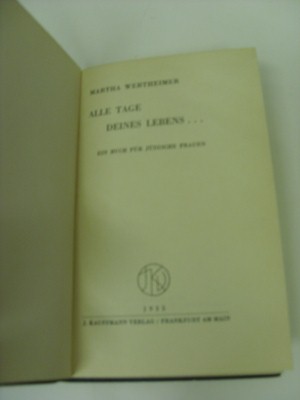 MARTHA WERTHEIMER
ALLE TAGE
DEINES LEBENS...
EIN BUCH FÜR JÜDISCHE FRAUEN
J. KAUFFMANN VERLAG / FRANKFURT AM MAIN